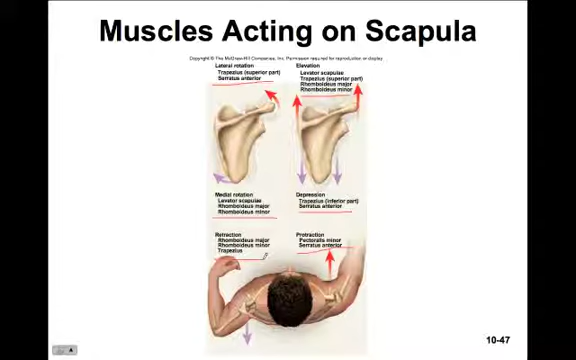 Muscles Acting on Scapula
Copyright © The McGraw-Hill Companies, Inc. Permission required for reproduction or display.
Lateral rotation
Trapezius (superior part)
Serratus anterior
Elevation
Levator scapulae
Trapezius (superior part)
Rhomboideus major
Rhomboideus minor
Medial rotation
Levator scapulae
Rhomboideus major
Rhomboideus minor
Depression
Trapezius (inferior part)
Serratus anterior
Retraction
Rhomboideus major
Rhomboideus minor
Trapezius
Protraction
Pectoralis minor
Serratus anterior
10-47